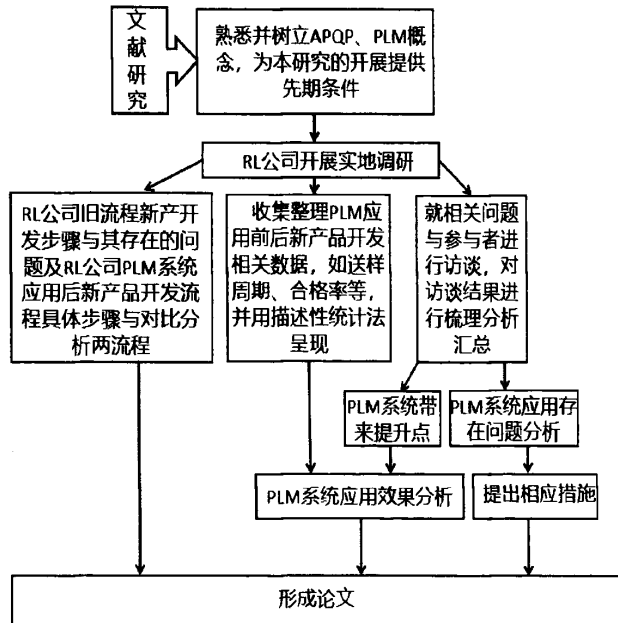 文献研究
熟悉并树立APQP、PLM概
念，为本研究的开展提供
先期条件
RL公司开展实地调研
RL公司旧流程新产开
发步骤与其存在的问
题及RL公司PLM系统
应用后新产品开发流
程具体步骤与对比分
析两流程
收集整理PLM应
用前后新产品开发
相关数据，如送样
周期、合格率等，
并用描述性统计法
呈现
就相关问题
与参与者进
行访谈，对
访谈结果进
行梳理分析
汇总
PLM系统带
来提升点
PLM系统应用存
在问题分析
PLM系统应用效果分析
提出相应措施
形成论文